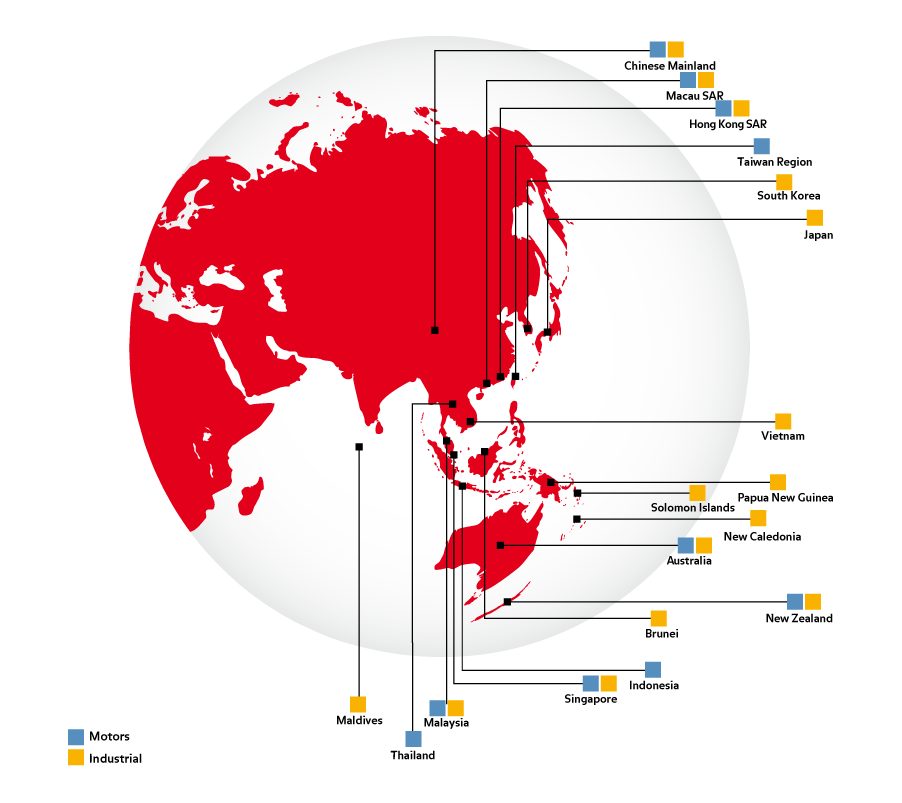 Chinese Mainland
Macau SAR
Hong Kong SAR
Taiwan Region
South Korea
Japan
Vietnam
Papua New Guinea
Solomon Islands
New Caledonia
Australia
New Zealand
Brunei
Indonesia
Singapore
Maldives
Malaysia
Thailand
Motors
Industrial